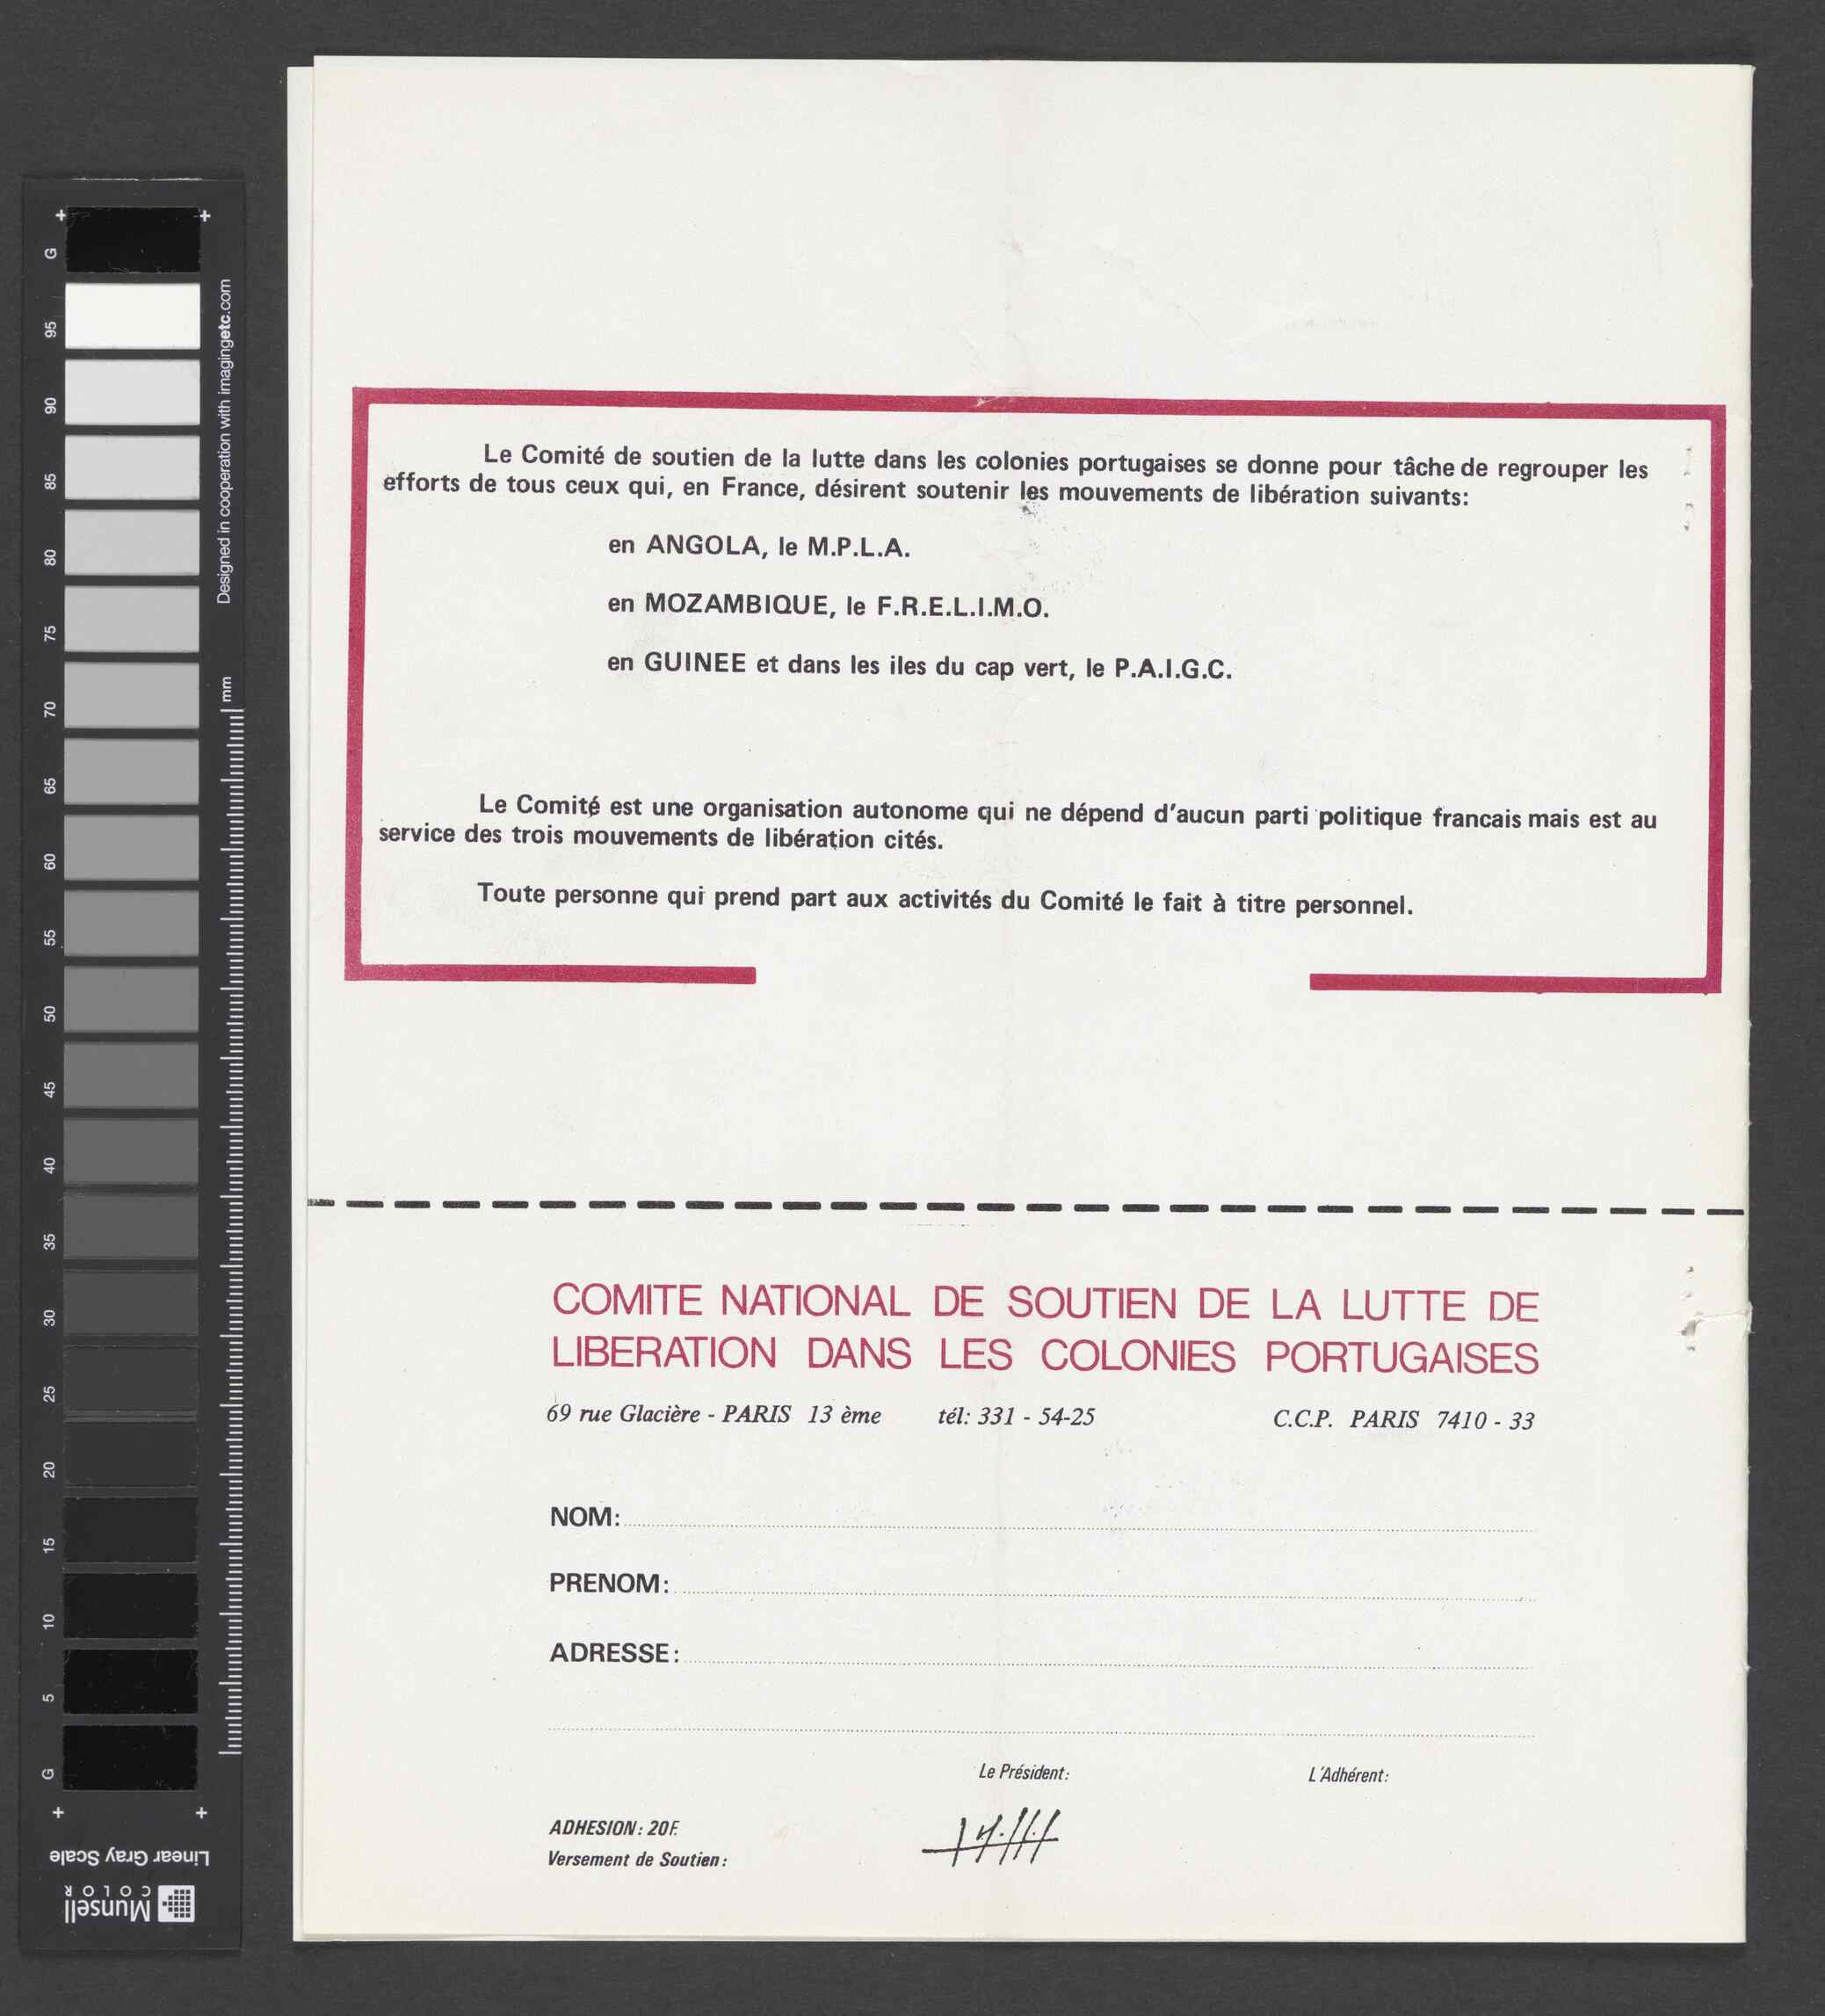 Le Comité de soutien de la lutte dans les colonies portugaises se donne pour tâche de regrouper les
efforts de tous ceux qui, en France, désirent soutenir les mouvements de libération suivants:
en ANGOLA, le M.P.L.A.
en MOZAMBIQUE, le F.R.E.L.I.M.O.
en GUINEE et dans les iles du cap vert, le P.A.I.G.C.
Le Comité est une organisation autonome qui ne dépend d'aucun parti politique francais mais est au
service des trois mouvements de libération cités.
Toute personne qui prend part aux activités du Comité le fait à titre personnel.
COMITE NATIONAL DE SOUTIEN DE LA LUTTE DE
LIBERATION DANS LES COLONIES PORTUGAISES
69 rue Glacière - PARIS 13 ème tél: 331 - 54-25 C.C.P. PARIS 7410 - 33
NOM:
PRENOM:
ADRESSE:
Le Président: L'Adhérent:
ADHESION: 20F.
Versement de Soutien:
G
95
90
85
80
75
70
65
60
55
50
45
40
35
30
25
20
15
10
5
G
Designed in cooperation with imagingetc.com
mm
Linear Gray Scale
Munsell
COLOR